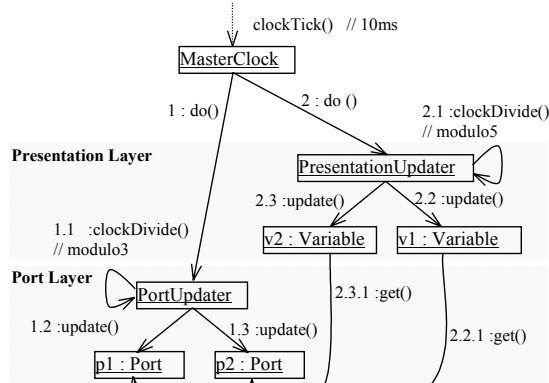 clockTick()   // 10ms
MasterClock
1 : do()
2 : do ()
2.1 :clockDivide()
// modulo5
Presentation Layer
PresentationUpdater
2.3 :update()
2.2 :update()
v2 : Variable
v1 : Variable
1.1   :clockDivide()
// modulo3
Port Layer
2.3.1 :get()
PortUpdater
1.2 :update()
1.3 :update()
2.2.1 :get()
p1 : Port
p2 : Port